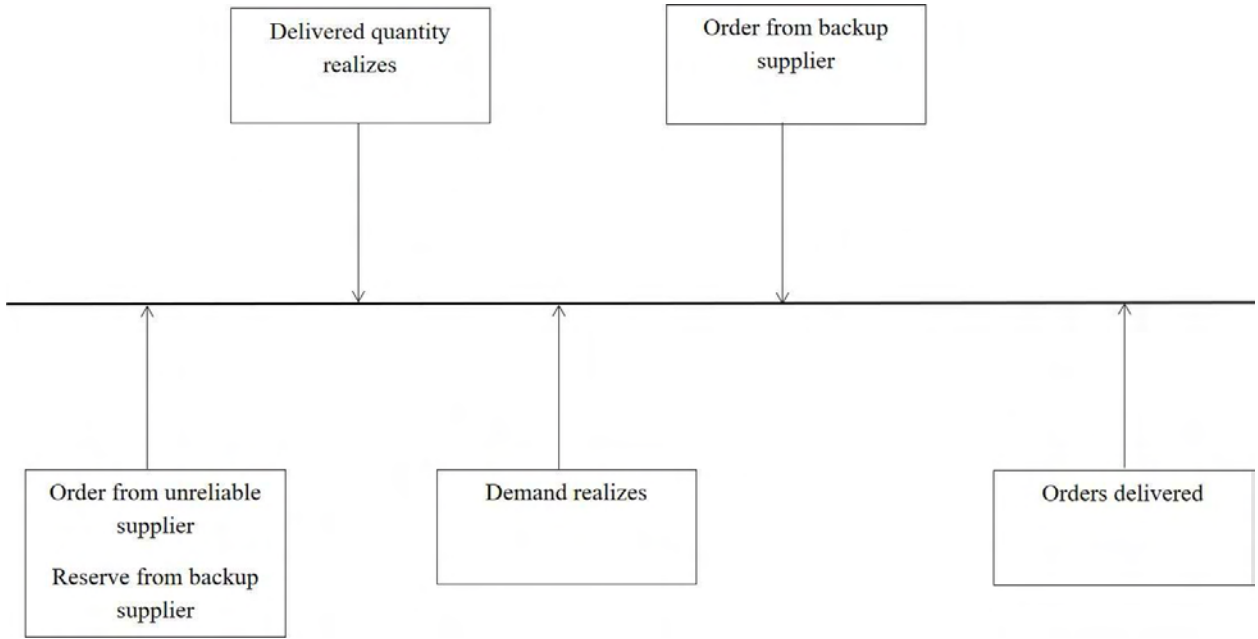 Delivered quantity
realizes
Order from backup
supplier
Order from unreliable
supplier
Reserve from backup
supplier
Demand realizes
Orders delivered